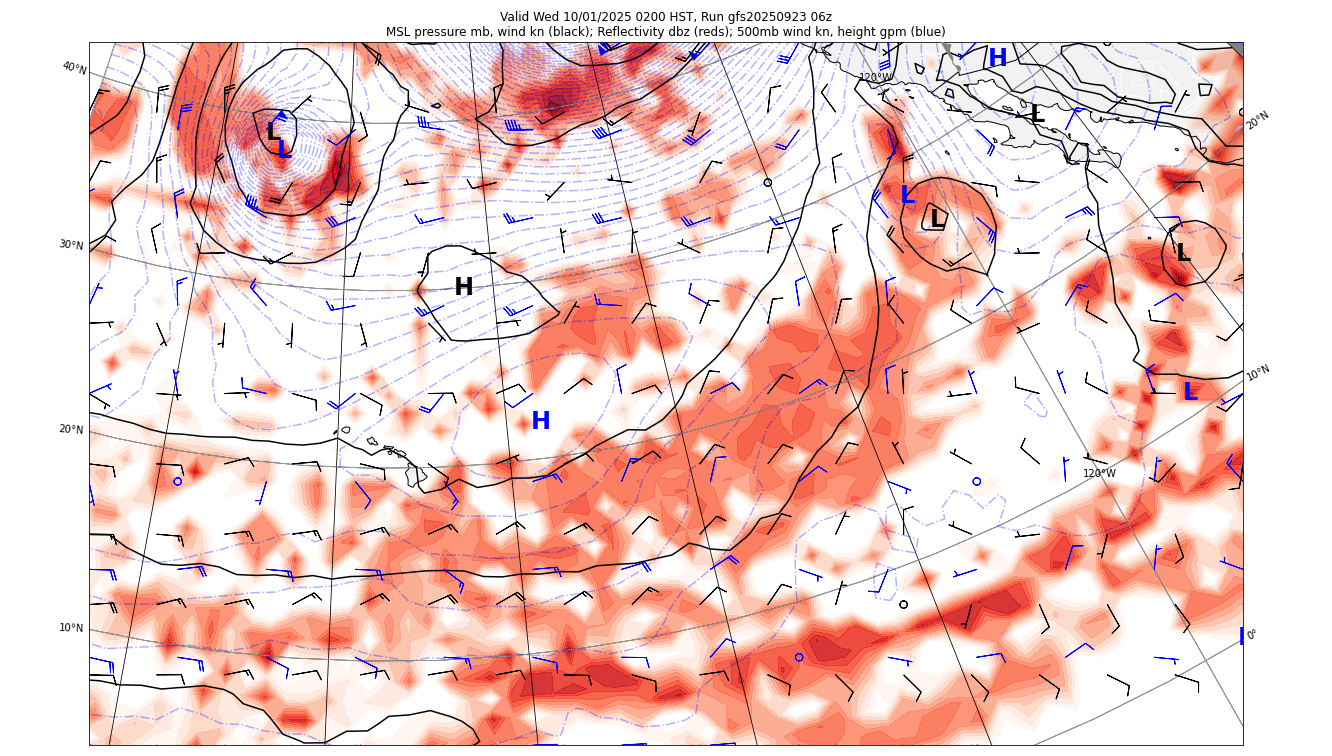 Valid Wed 10/01/2025 0200 HST, Run gfs20250923 06z
MSL pressure mb, wind kn (black); Reflectivity dbz (reds); 500mb wind kn, height gpm (blue)
H
40°N
120°W
L
20°N
L
L
L
L
30°N
L
H
10°N
L
H
20°N
120°W
10°N
0°